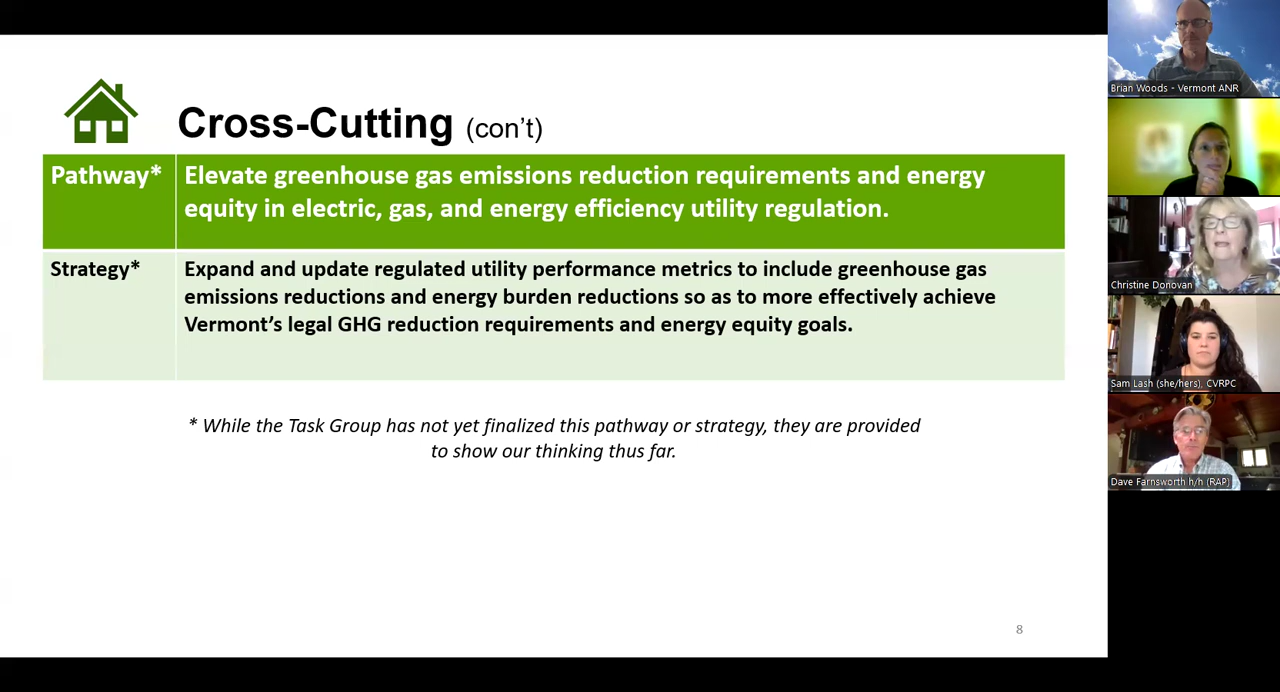 Cross-Cutting (con’t)
Pathway*
Elevate greenhouse gas emissions reduction requirements and energy
equity in electric, gas, and energy efficiency utility regulation.
Strategy*
Expand and update regulated utility performance metrics to include greenhouse gas
emissions reductions and energy burden reductions so as to more effectively achieve
Vermont’s legal GHG reduction requirements and energy equity goals.
* While the Task Group has not yet finalized this pathway or strategy, they are provided
to show our thinking thus far.
8
Brian Woods - Vermont ANR
Christine Donovan
Sam Lash (she/hers), CVRPC
Dave Farnsworth h/h (RAP)